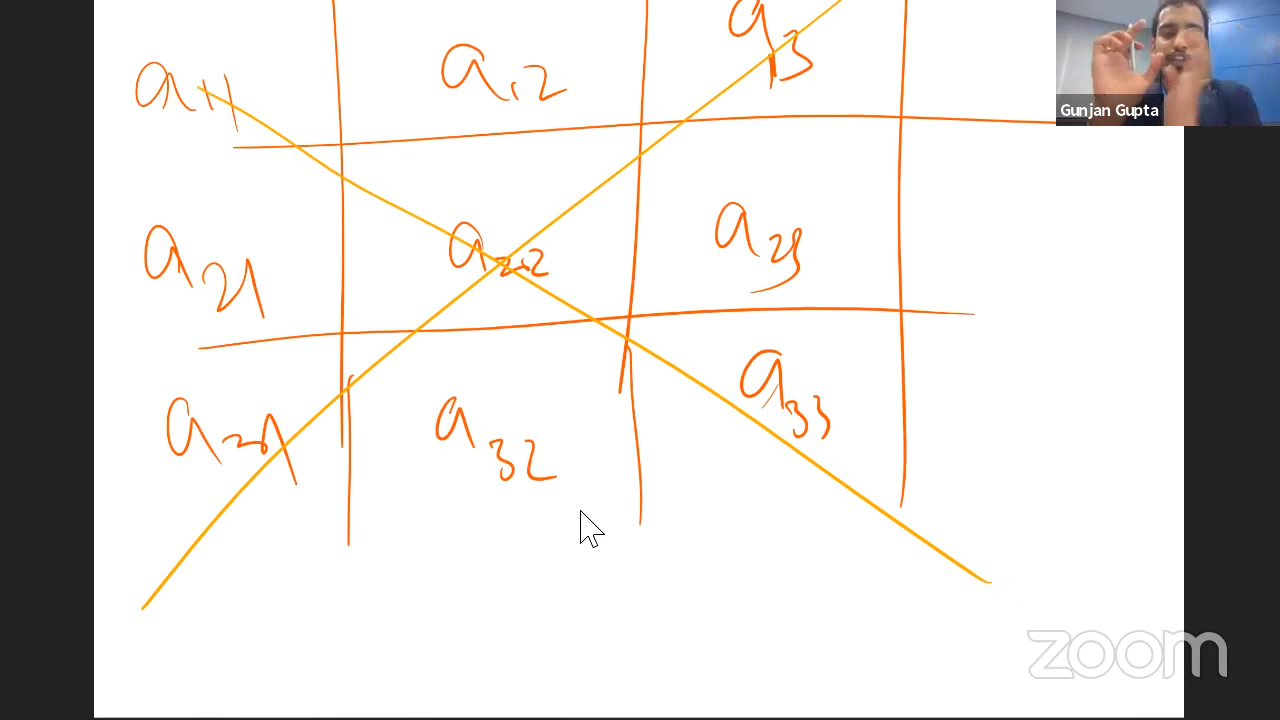 a11 a12 a13
Gunjan Gupta
a21 a22 a23
a31 a32 a33
zoom